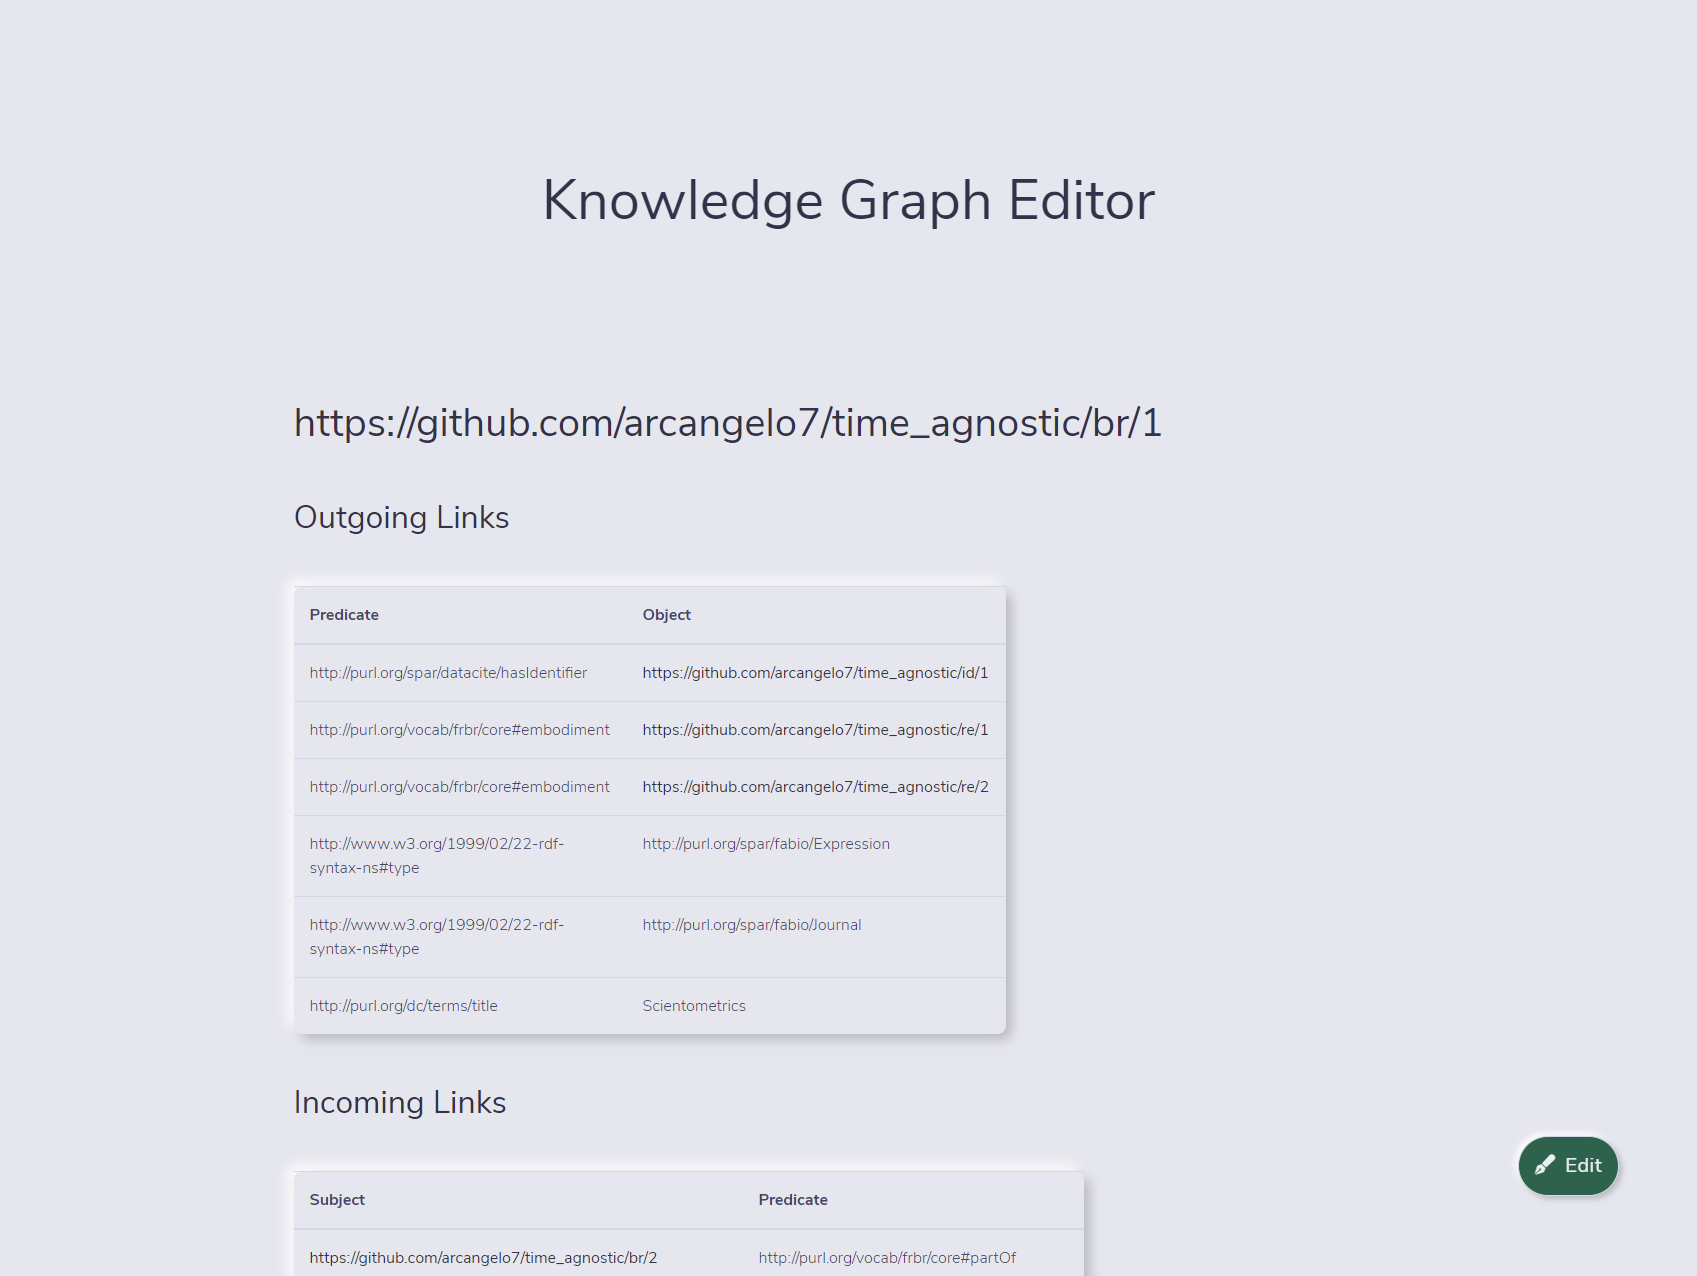 Knowledge Graph Editor
https://github.com/arcangelo7/time_agnostic/br/1
Outgoing Links
Predicate Object
http://purl.org/spar/datacite/hasIdentifier https://github.com/arcangelo7/time_agnostic/id/1
http://purl.org/vocab/frbr/core#embodiment https://github.com/arcangelo7/time_agnostic/re/1
http://purl.org/vocab/frbr/core#embodiment https://github.com/arcangelo7/time_agnostic/re/2
http://www.w3.org/1999/02/22-rdf- http://purl.org/spar/fabio/Expression
syntax-ns#type
http://www.w3.org/1999/02/22-rdf- http://purl.org/spar/fabio/Journal
syntax-ns#type
http://purl.org/dc/terms/title Scientometrics
Incoming Links
Edit
Subject Predicate
https://github.com/arcangelo7/time_agnostic/br/2 http://purl.org/vocab/frbr/core#partOf